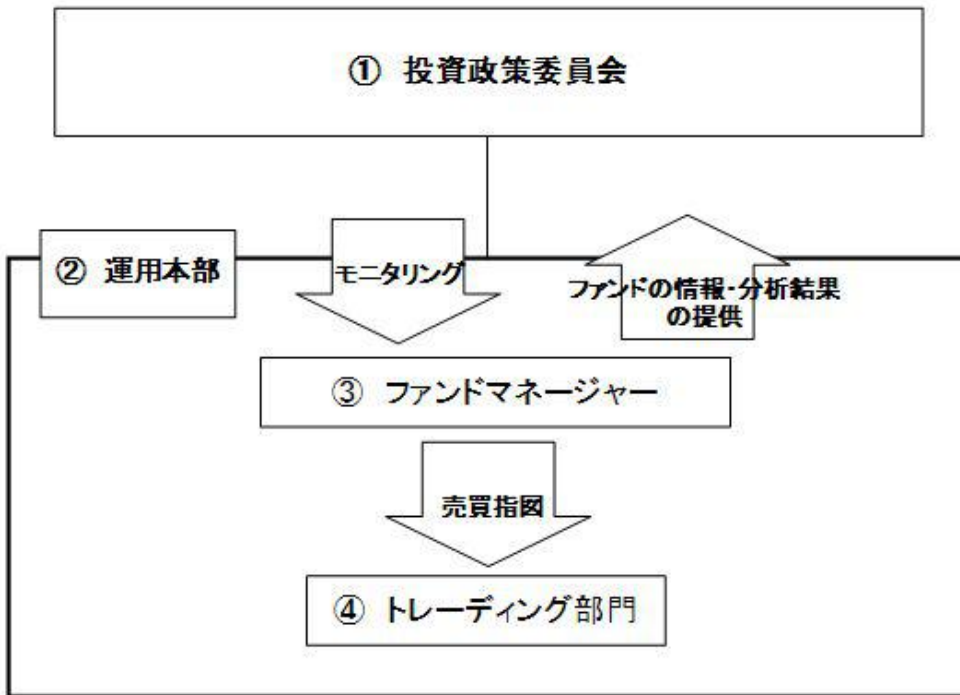 ① 投資政策委員会
② 運用本部
モニタリング
ファンドの情報・分析結果
の提供
③ ファンドマネージャー
売買指図
④ トレーディング部門